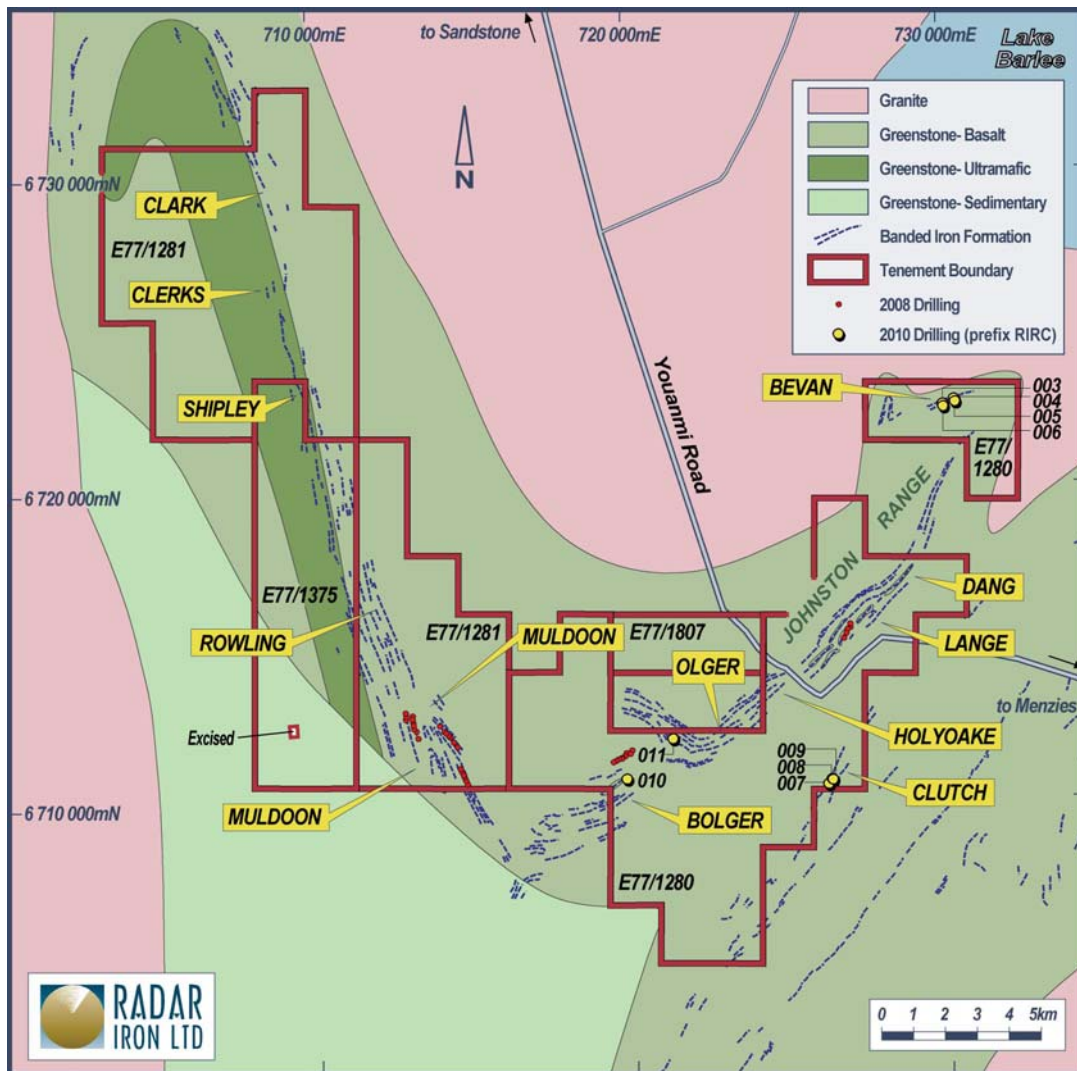 710 000mE
to Sandstone
720 000mE
730 000mE
Lake
Barlee
N
Granite
Greenstone- Basalt
Greenstone- Ultramafic
Greenstone- Sedimentary
Banded Iron Formation
Tenement Boundary
2008 Drilling
2010 Drilling (prefix RIRC)
6 730 000mN
CLARK
E77/1281
CLERKS
Youanmi Road
BEVAN
003
004
005
006
SHIPLEY
E77/
1280
6 720 000mN
JOHNSTON RANGE
DANG
E77/1375
ROWLING
E77/1281
MULDOON
E77/1807
LANGE
OLGER
to Menzies
Excised
HOLYOAKE
011
010
009
008
007
CLUTCH
MULDOON
6 710 000mN
BOLGER
E77/1280
RADAR
IRON LTD
0 1 2 3 4 5km